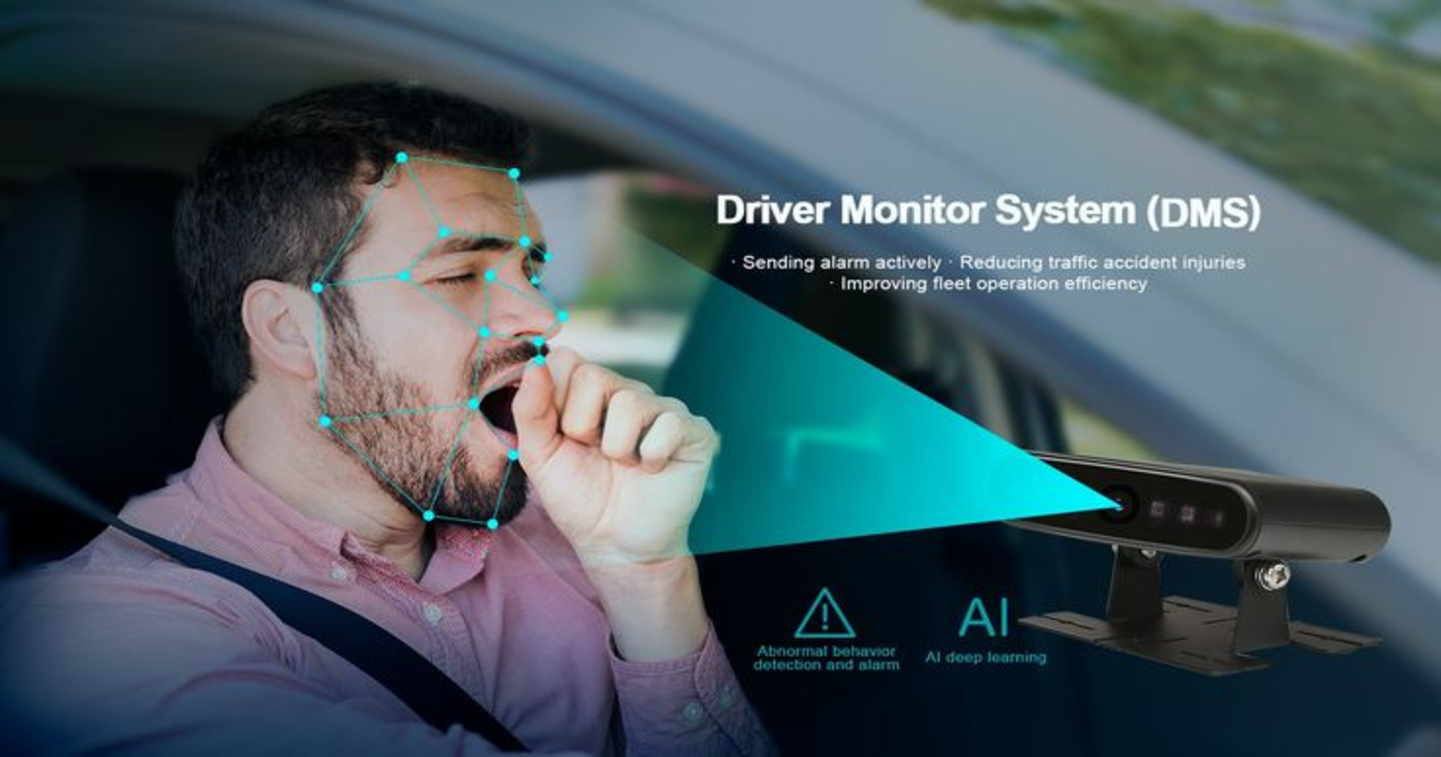 Driver Monitor System (DMS)
· Sending alarm actively · Reducing traffic accident injuries
· Improving fleet operation efficiency
AI
Abnormal behavior
detection and alarm
AI deep learning